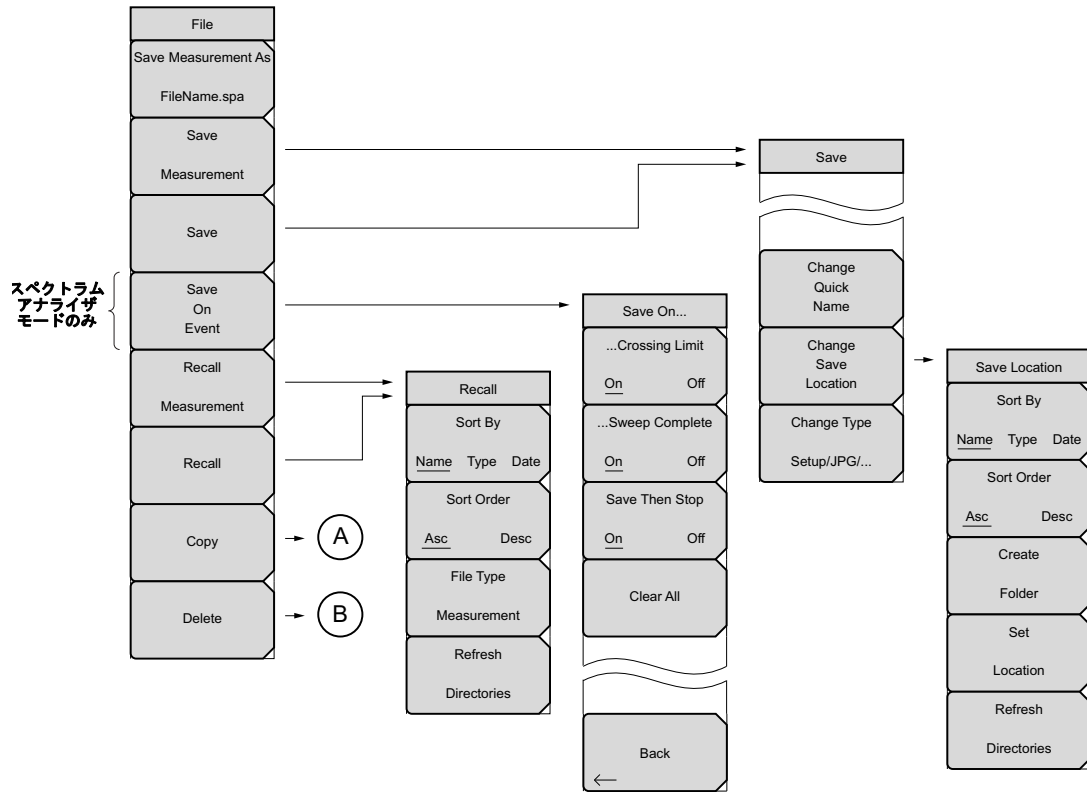 File
Save Measurement As
FileName.spa
Save
Measurement
Save
スペクトラム
アナライザ
モードのみ
Save
On
Event
Recall
Measurement
Recall
Copy
A
Delete
B
Recall
Sort By
Name Type Date
Sort Order
Asc Desc
File Type
Measurement
Refresh
Directories
Save On...
...Crossing Limit
On Off
...Sweep Complete
On Off
Save Then Stop
On Off
Clear All
Back
Save
Change
Quick
Name
Change
Save
Location
Change Type
Setup/JPG/...
Save Location
Sort By
Name Type Date
Sort Order
Asc Desc
Create
Folder
Set
Location
Refresh
Directories